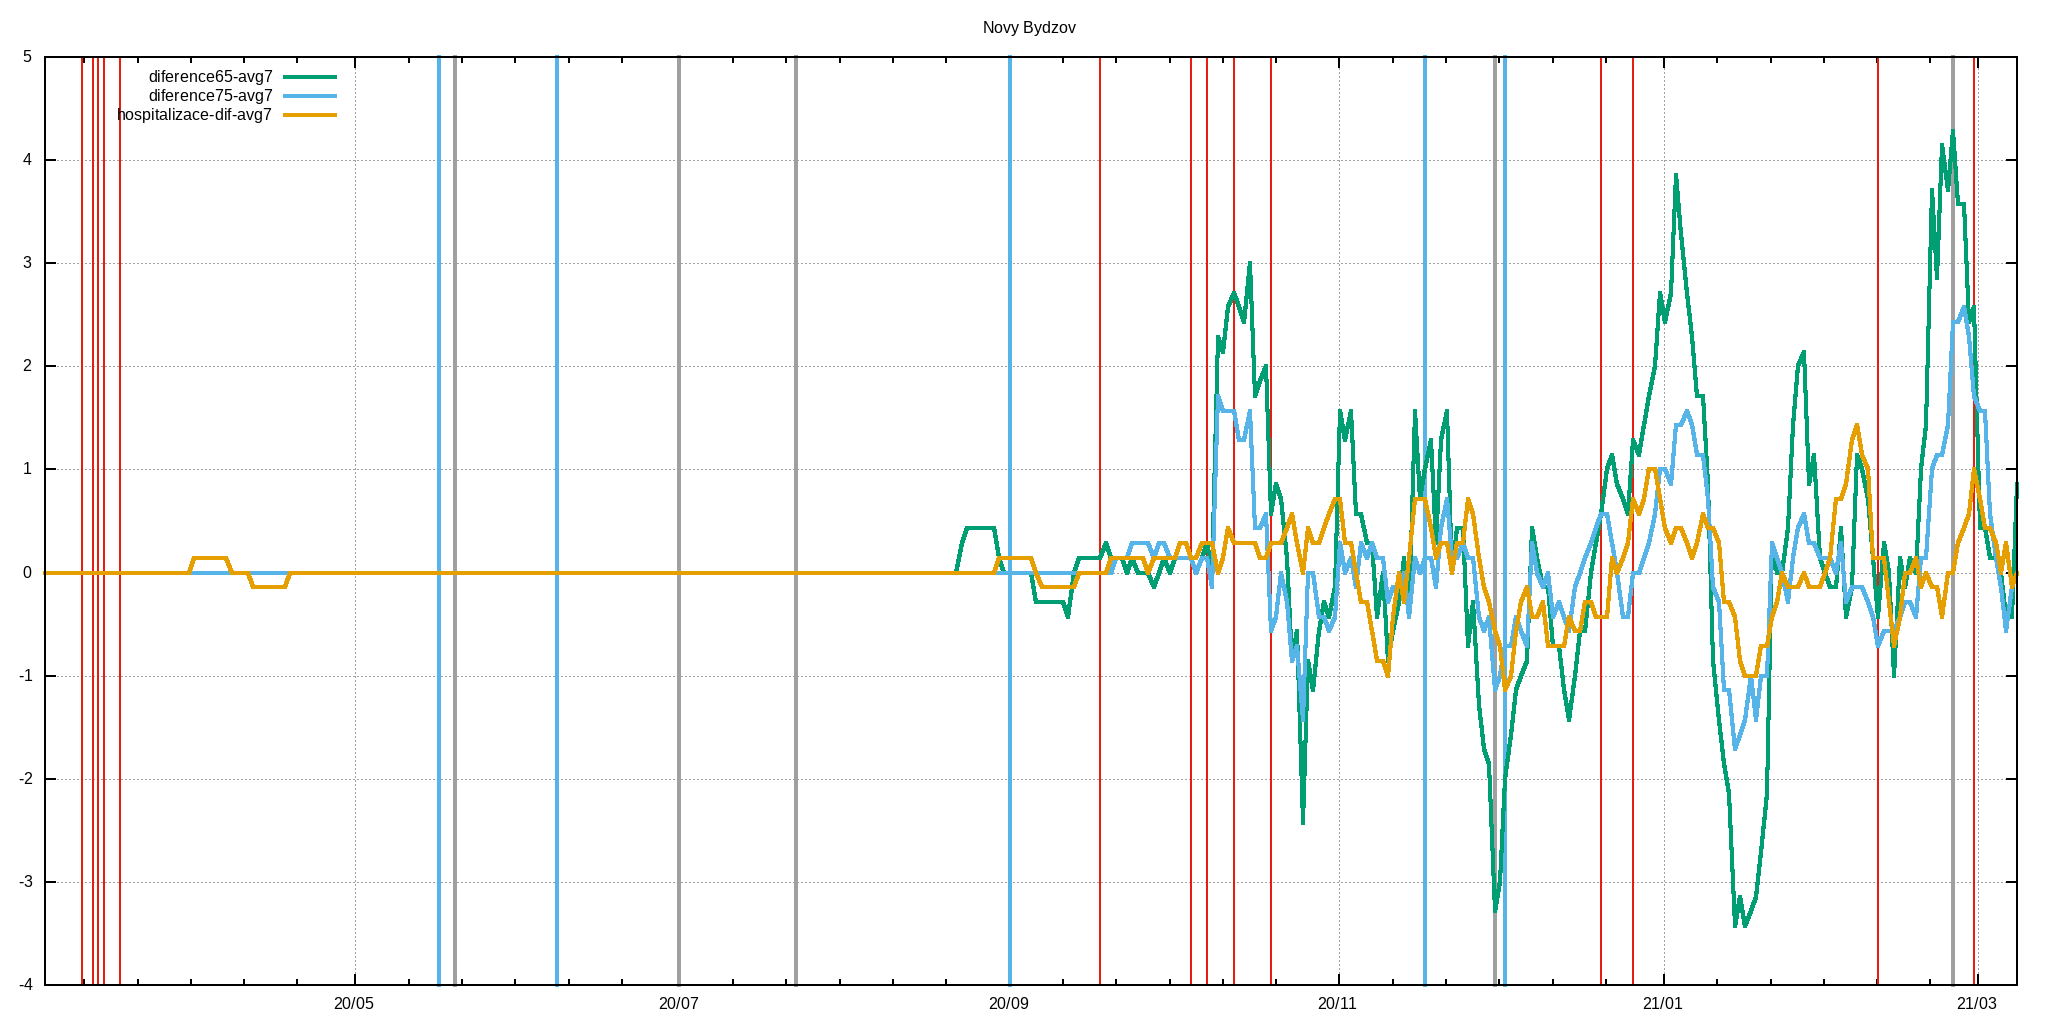 Novy Bydzov
diference65-avg7
diference75-avg7
hospitalizace-dif-avg7
5
4
3
2
1
0
-1
-2
-3
-4
20/05 20/07 20/09 20/11 21/01 21/03